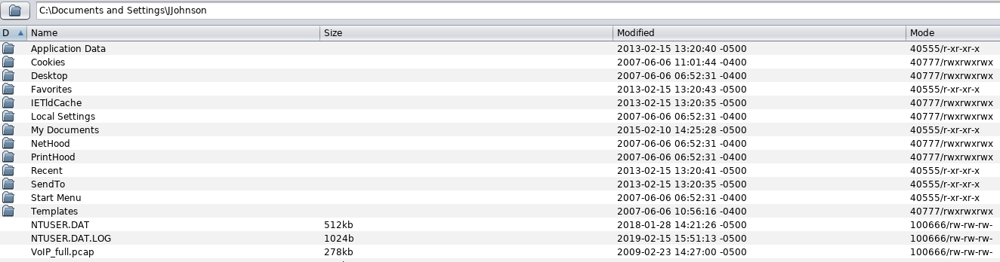 C:\Documents and Settings\JJohnson
D Name Size Modified Mode
Application Data 2013-02-15 13:20:40 -0500 40555/r-xr-xr-x
Cookies 2007-06-06 11:01:44 -0400 40777/rwxrwxrwx
Desktop 2007-06-06 06:52:31 -0400 40777/rwxrwxrwx
Favorites 2013-02-15 13:20:43 -0500 40555/r-xr-xr-x
IETldCache 2013-02-15 13:20:35 -0500 40777/rwxrwxrwx
Local Settings 2007-06-06 06:52:31 -0400 40777/rwxrwxrwx
My Documents 2015-02-10 14:25:28 -0500 40555/r-xr-xr-x
NetHood 2007-06-06 06:52:31 -0400 40777/rwxrwxrwx
PrintHood 2007-06-06 06:52:31 -0400 40777/rwxrwxrwx
Recent 2013-02-15 13:20:41 -0500 40555/r-xr-xr-x
SendTo 2013-02-15 13:20:35 -0500 40555/r-xr-xr-x
Start Menu 2007-06-06 06:52:31 -0400 40555/r-xr-xr-x
Templates 2007-06-06 10:56:16 -0400 40777/rwxrwxrwx
NTUSER.DAT 512kb 2018-01-28 14:21:26 -0500 100666/rw-rw-rw-
NTUSER.DAT.LOG 1024b 2019-02-15 15:51:13 -0500 100666/rw-rw-rw-
VoIP_full.pcap 278kb 2009-02-23 14:27:00 -0500 100666/rw-rw-rw-